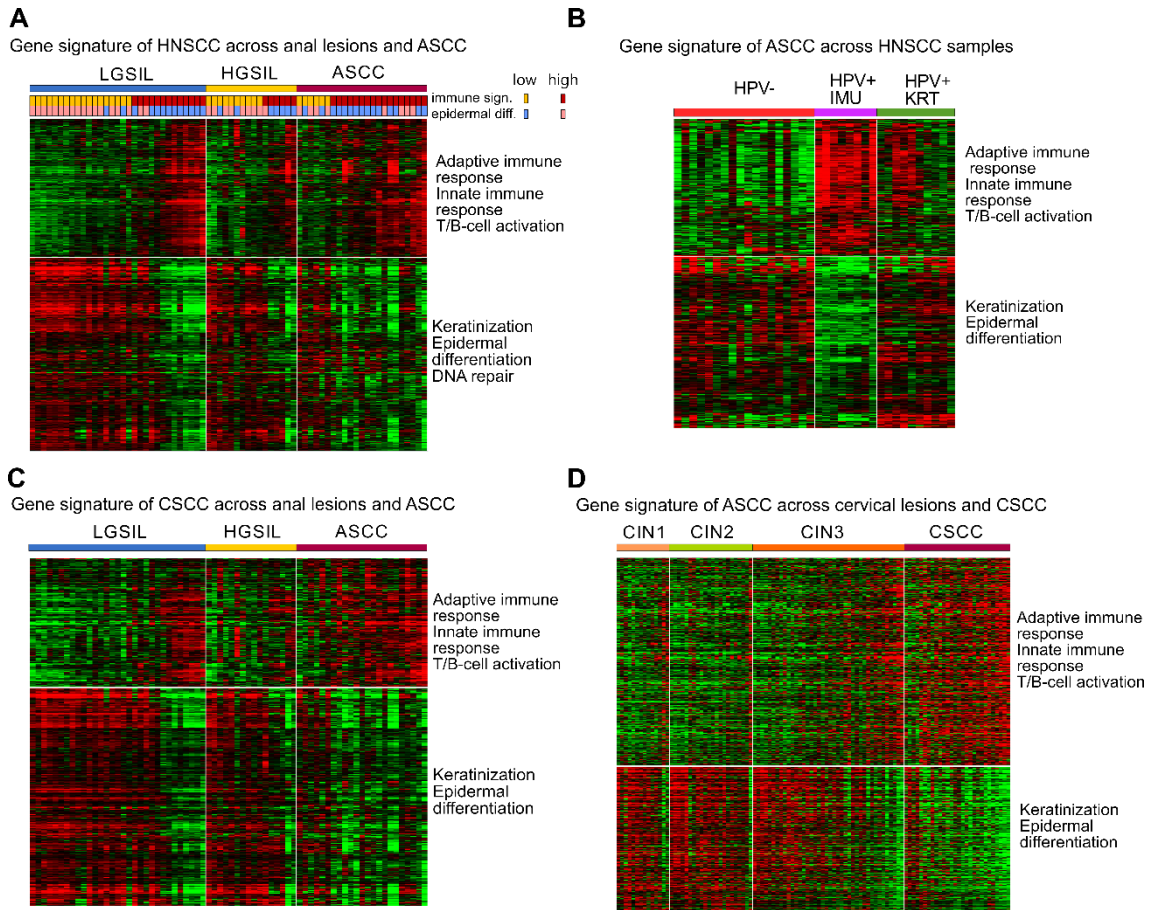 A
Gene signature of HNSCC across anal lesions and ASCC
LGSIL HGSIL ASCC
low high
immune sign.
epidermal diff.
Adaptive immune
response
Innate immune
response
T/B-cell activation
Keratinization
Epidermal
differentiation
DNA repair
B
Gene signature of ASCC across HNSCC samples
HPV- HPV+ HPV+
IMU KRT
Adaptive immune
response
Innate immune
response
T/B-cell activation
Keratinization
Epidermal
differentiation
C
Gene signature of CSCC across anal lesions and ASCC
LGSIL HGSIL ASCC
Adaptive immune
response
Innate immune
response
T/B-cell activation
Keratinization
Epidermal
differentiation
D
Gene signature of ASCC across cervical lesions and CSCC
CIN1 CIN2 CIN3 CSCC
Adaptive immune
response
Innate immune
response
T/B-cell activation
Keratinization
Epidermal
differentiation